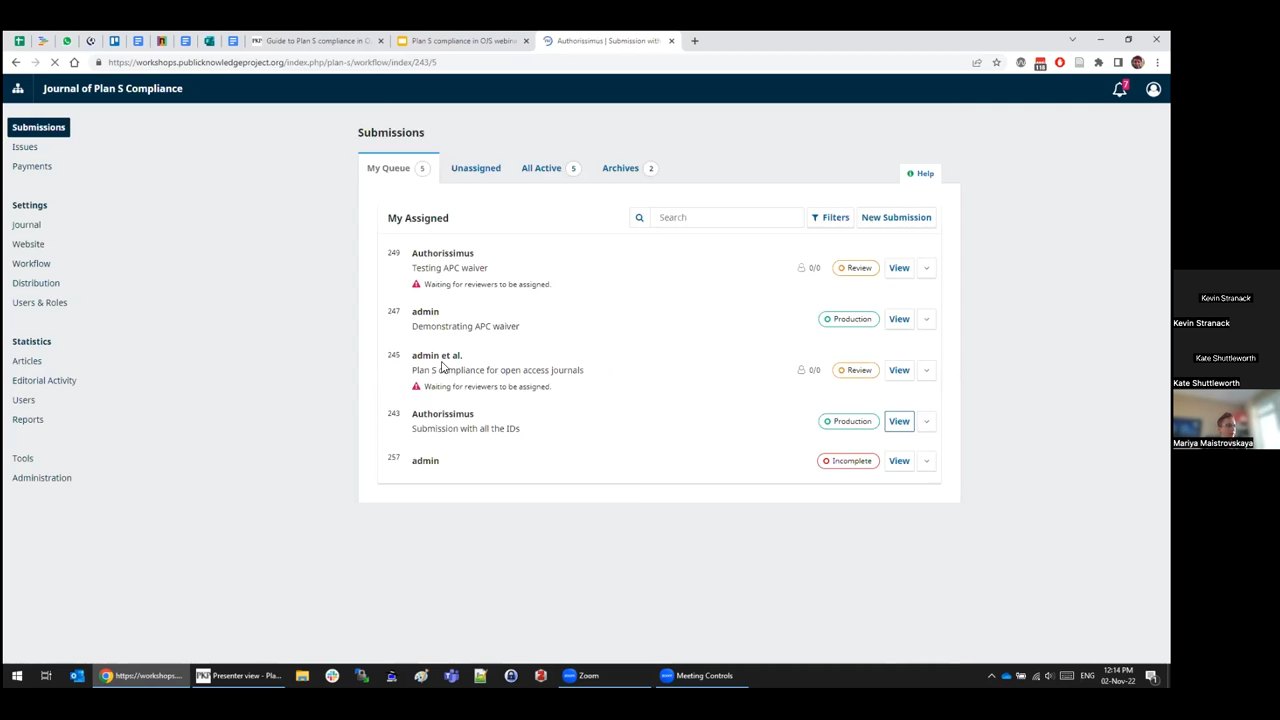 Guide to Plan S compliance in O
Plan S compliance in OJS webina
Authorissimus | Submission with
https://workshops.publicknowledgeproject.org/index.php/plan-s/workflow/index/243/5
Journal of Plan S Compliance
7
Submissions
Issues
Payments
Settings
Journal
Website
Workflow
Distribution
Users & Roles
Statistics
Articles
Editorial Activity
Users
Reports
Tools
Administration
Submissions
My Queue 5
Unassigned
All Active 5
Archives 2
Help
My Assigned
Search
Filters
New Submission
249 Authorissimus
Testing APC waiver
Waiting for reviewers to be assigned.
0/0 Review View
247 admin
Demonstrating APC waiver
Production View
245 admin et al.
Plan S compliance for open access journals
Waiting for reviewers to be assigned.
0/0 Review View
243 Authorissimus
Submission with all the IDs
Production View
257 admin
Incomplete View
Kevin Stranack
Kevin Stranack
Kate Shuttleworth
Kate Shuttleworth
Mariya Maistrovskaya
https://workshops....
PKP Presenter view - Pla...
Zoom
Meeting Controls
ENG
12:14 PM
02-Nov-22